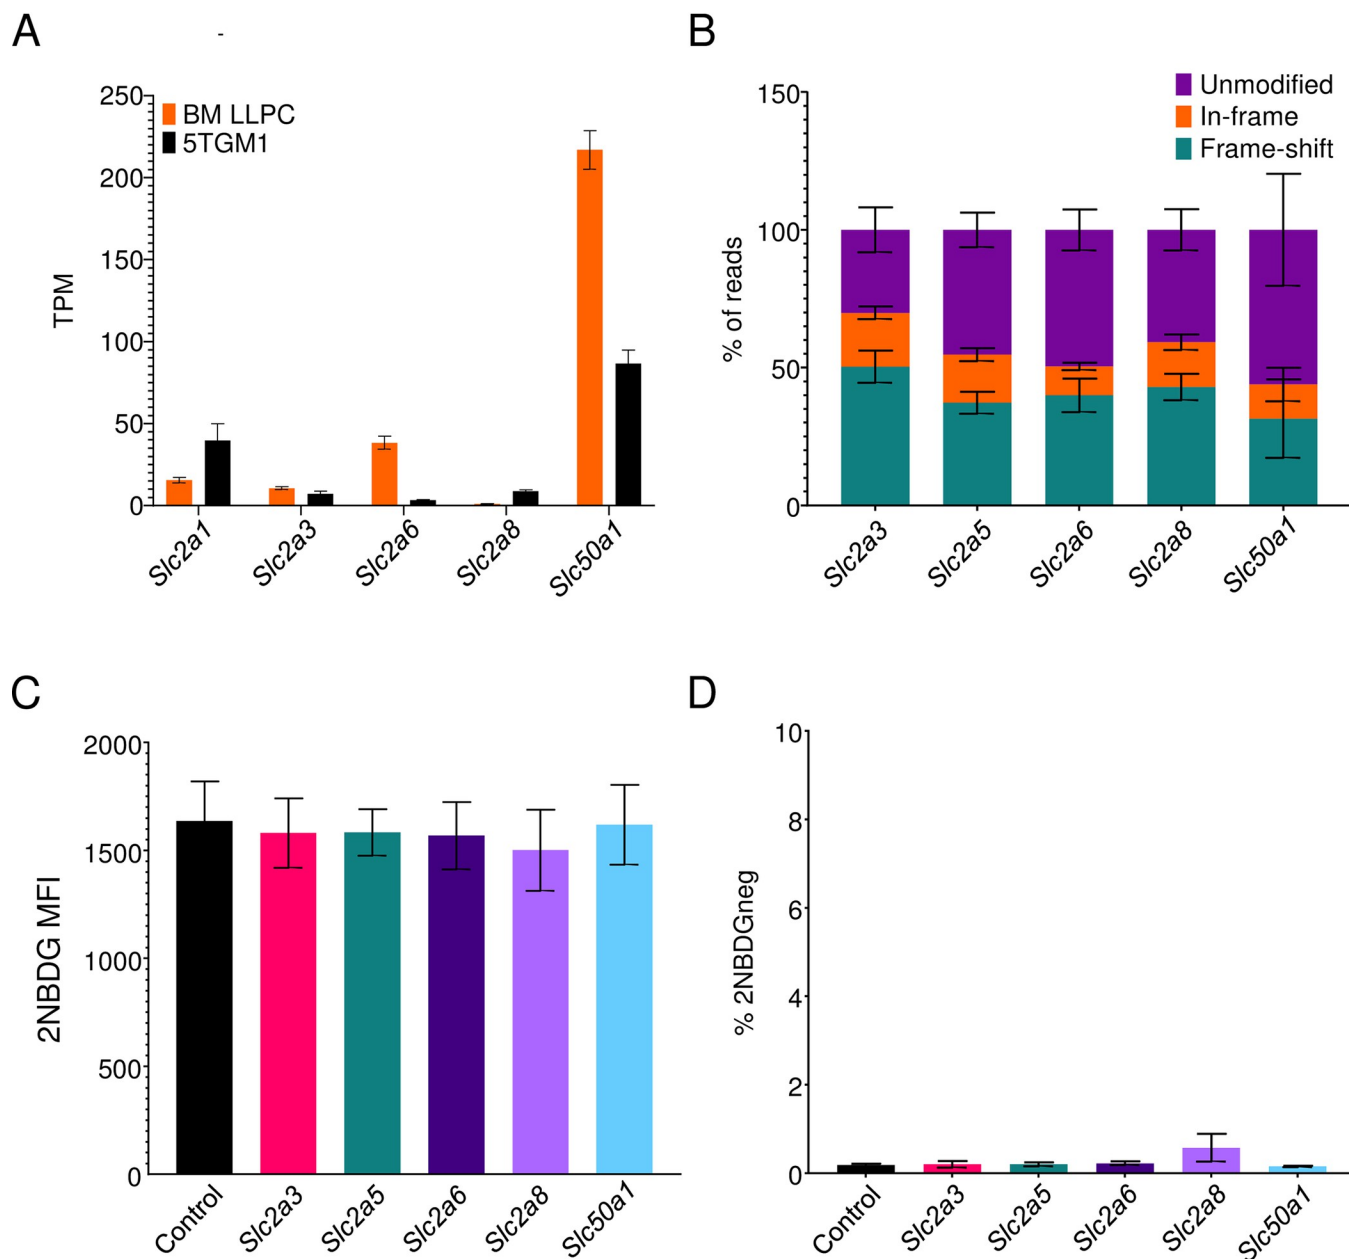 A
-
250
200
150
100
50
0
TPM
BM LLPC
5TGM1
Slc2a1
Slc2a3
Slc2a6
Slc2a8
Slc50a1
B
150
100
50
0
% of reads
Unmodified
In-frame
Frame-shift
Slc2a3
Slc2a5
Slc2a6
Slc2a8
Slc50a1
C
2000
1500
1000
500
0
2NBDG MFI
Control
Slc2a3
Slc2a5
Slc2a6
Slc2a8
Slc50a1
D
10
8
6
4
2
0
% 2NBDGneg
Control
Slc2a3
Slc2a5
Slc2a6
Slc2a8
Slc50a1